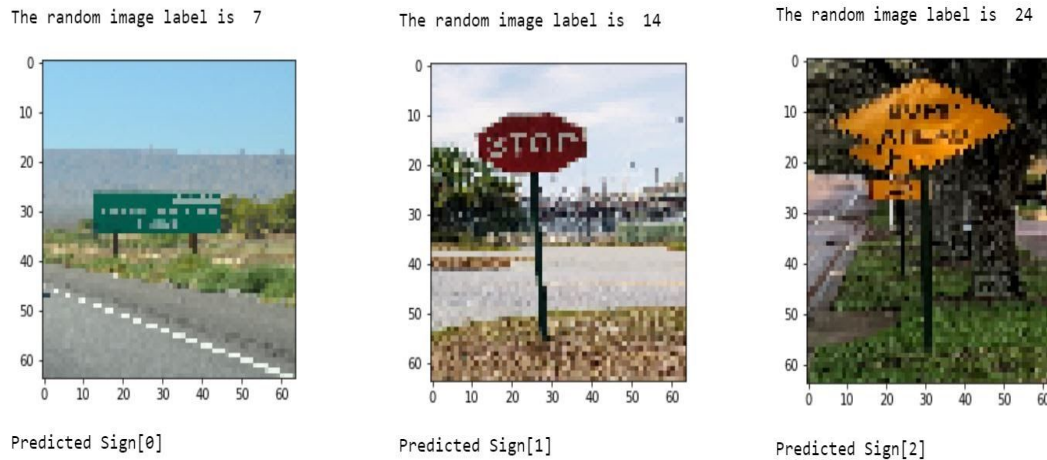 The random image label is 7
The random image label is 14
The random image label is 24
0
10
20
30
40
50
60
0 10 20 30 40 50 60
0
10
20
30
40
50
60
STOP
0 10 20 30 40 50 60
0
10
20
30
40
50
60
AHEAD
0 10 20 30 40 50 60
Predicted Sign[0]
Predicted Sign[1]
Predicted Sign[2]